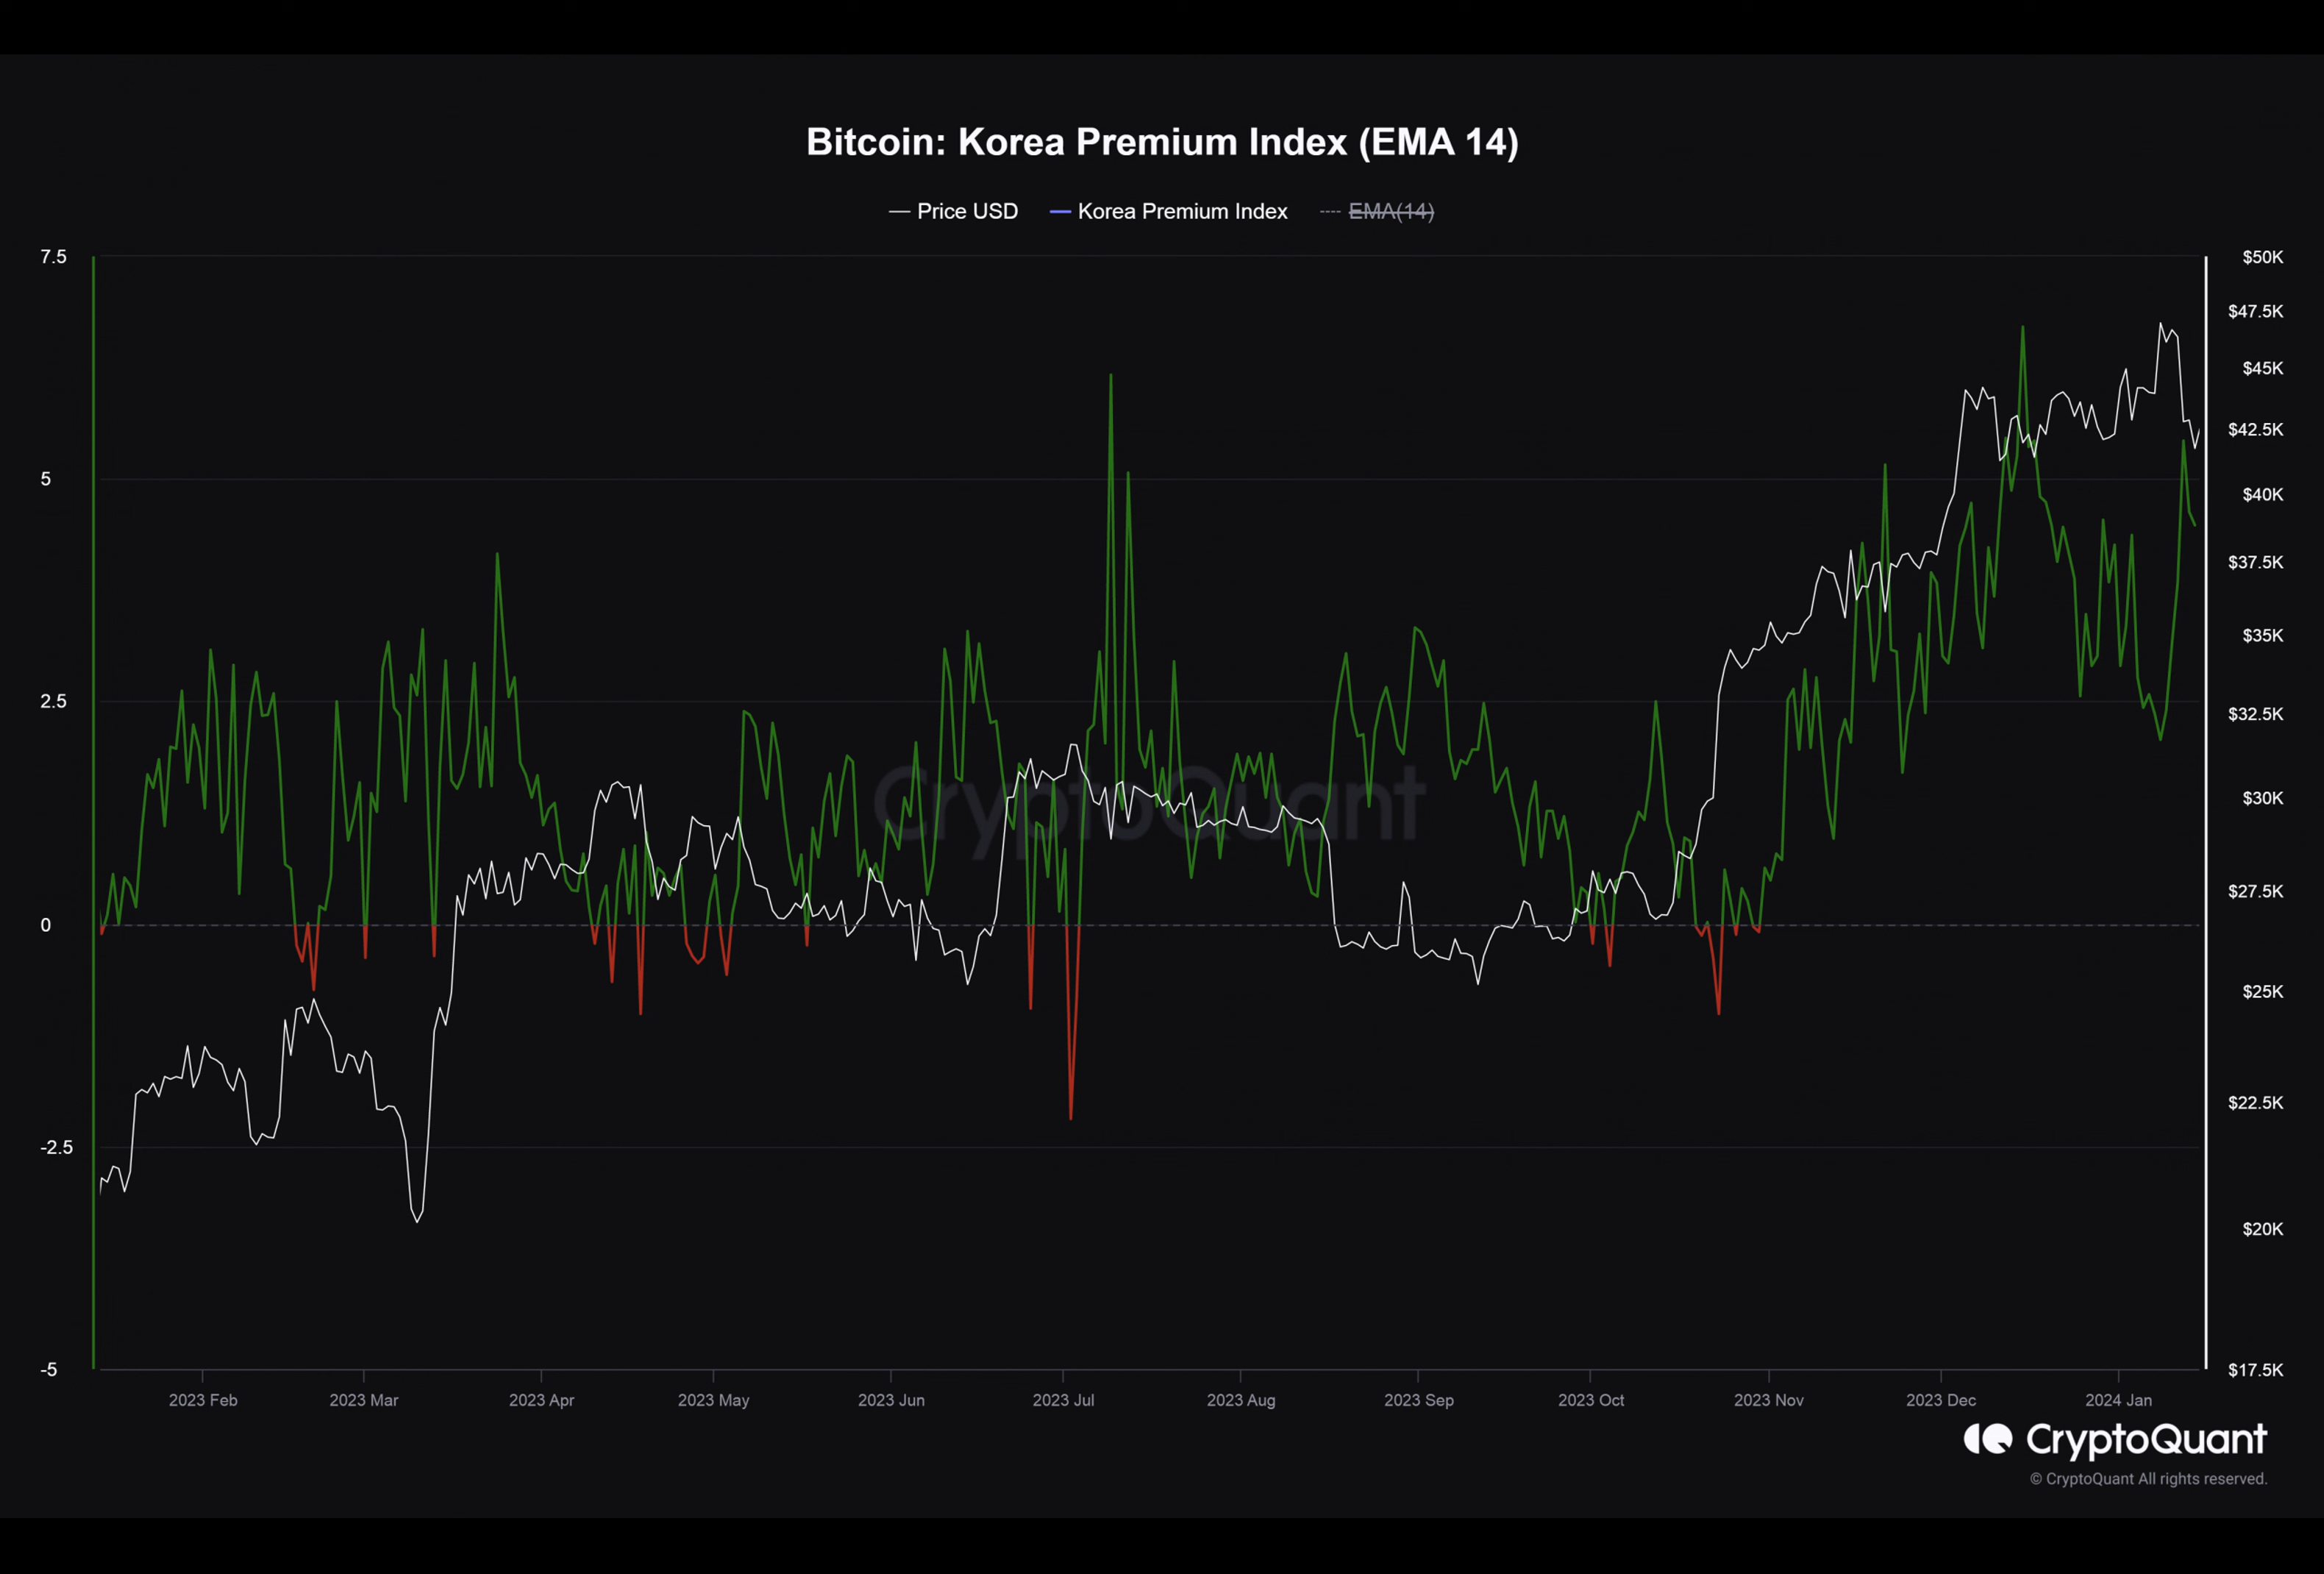 Bitcoin: Korea Premium Index (EMA 14)
Price USD Korea Premium Index EMA(14)
7.5 $50K
$47.5K
$45K
$42.5K
5
$40K
$37.5K
$35K
2.5
$32.5K
CryptoQuant
$30K
$27.5K
0
$25K
$22.5K
-2.5
$20K
-5 $17.5K
2023 Feb 2023 Mar 2023 Apr 2023 May 2023 Jun 2023 Jul 2023 Aug 2023 Sep 2023 Oct 2023 Nov 2023 Dec 2024 Jan
CryptoQuant
© CryptoQuant All rights reserved.